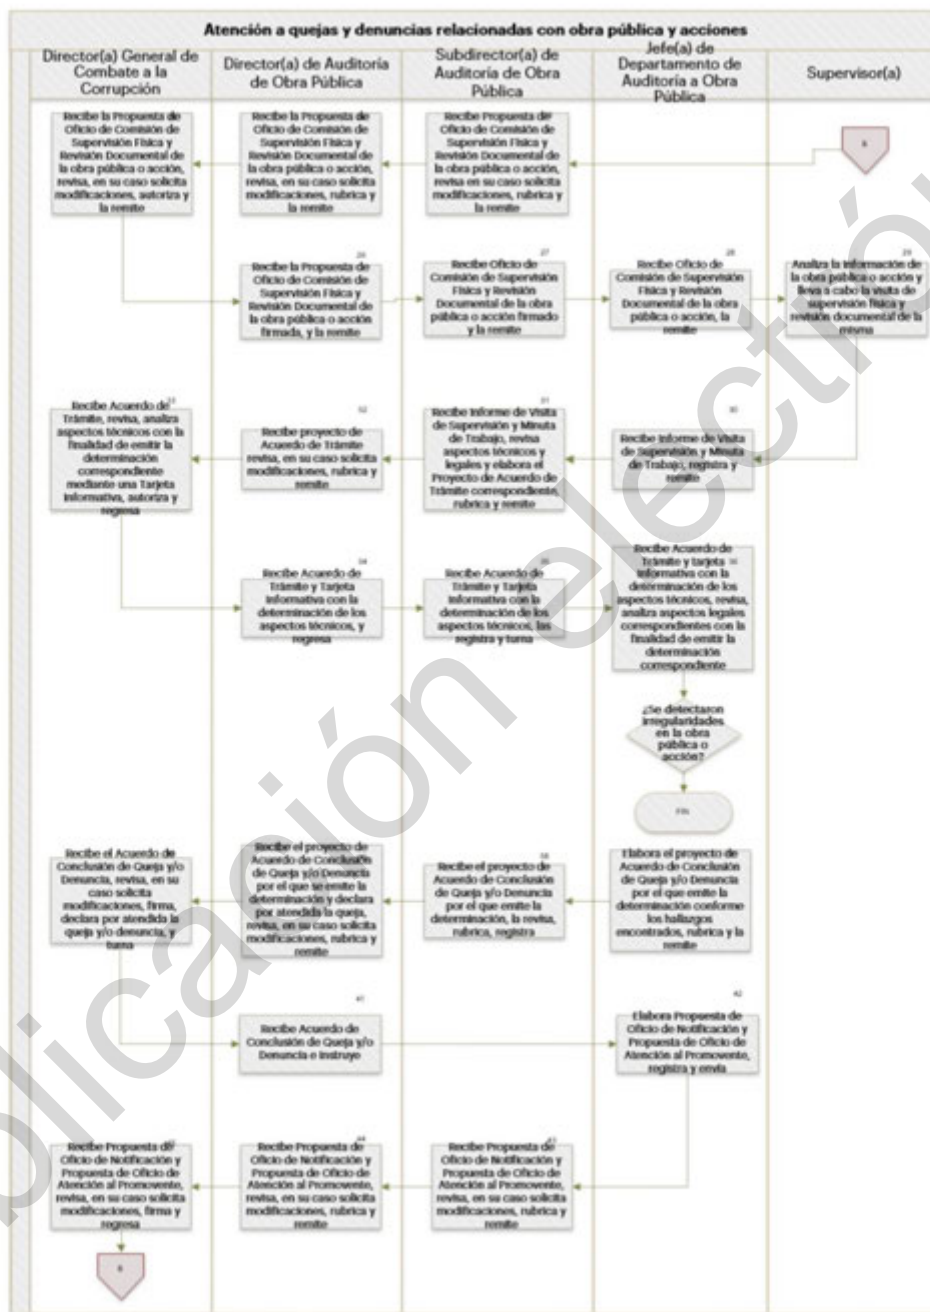 Atención a quejas y denuncias relacionadas con obra pública y acciones
Director(a) General de
Combate a la
Corrupción
Director(a) de Auditoría
de Obra Pública
Subdirector(a) de
Auditoría de Obra
Pública
Jefe(a) de
Departamento de
Auditoría a Obra
Pública
Supervisor(a)
Recibe la Propuesta de
Oficio de Comisión de
Supervisión Física y
Revisión Documental de
la obra pública o acción,
revisa, en su caso solicita
modificaciones, autoriza y
la remite
Recibe la Propuesta de
Oficio de Comisión de
Supervisión Física y
Revisión Documental de
la obra pública o acción,
revisa, en su caso solicita
modificaciones, rubrica y
la remite
Recibe Propuesta de
Oficio de Comisión de
Supervisión Física y
Revisión Documental de
la obra pública o acción,
revisa en su caso solicita
modificaciones, rubrica y
la remite
26
Recibe la Propuesta de
Oficio de Comisión de
Supervisión Física y
Revisión Documental de
la obra pública o acción
firmada, y la remite
27
Recibe Oficio de
Comisión de Supervisión
Física y Revisión
Documental de la obra
pública o acción firmado
y la remite
28
Recibe Oficio de
Comisión de Supervisión
Física y Revisión
Documental de la obra
pública o acción, la
remite
29
Analiza la información de
la obra pública o acción y
lleva a cabo la visita de
supervisión física y
revisión documental de la
misma
Recibe Acuerdo de
Trámite, revisa, analiza
aspectos técnicos con la
finalidad de emitir la
determinación
correspondiente
mediante una Tarjeta
Informativa, autoriza y
regresa
32
Recibe proyecto de
Acuerdo de Trámite
revisa, en su caso solicita
modificaciones, rubrica y
remite
31
Recibe Informe de Visita
de Supervisión y Minuta
de Trabajo, revisa
aspectos técnicos y
legales y elabora el
Proyecto de Acuerdo de
Trámite correspondiente,
rubrica y remite
30
Recibe Informe de Visita
de Supervisión y Minuta
de Trabajo, registra y
remite
34
Recibe Acuerdo de
Trámite y Tarjeta
Informativa con la
determinación de los
aspectos técnicos, y
regresa
Recibe Acuerdo de
Trámite y Tarjeta
Informativa con la
determinación de los
aspectos técnicos, las
registra y turna
Recibe Acuerdo de
Trámite y tarjeta
Informativa con la
determinación de los
aspectos técnicos, revisa,
analiza aspectos legales
correspondientes con la
finalidad de emitir la
determinación
correspondiente
¿Se detectaron
irregularidades
en la obra
pública o
acción?
FIN
Recibe el Acuerdo de
Conclusión de Queja y/o
Denuncia, revisa, en su
caso solicita
modificaciones, firma,
declara por atendida la
queja y/o denuncia, y
turna
Recibe el proyecto de
Acuerdo de Conclusión
de Queja y/o Denuncia
por el que se emite la
determinación y declara
por atendida la queja,
revisa, en su caso solicita
modificaciones, rubrica y
remite
Recibe el proyecto de
Acuerdo de Conclusión
de Queja y/o Denuncia
por el que emite la
determinación, la revisa,
rubrica, registra
Elabora el proyecto de
Acuerdo de Conclusión
de Queja y/o Denuncia
por el que emite la
determinación conforme
los hallazgos
encontrados, rubrica y la
remite
41
Recibe Acuerdo de
Conclusión de Queja y/o
Denuncia e instruye
42
Elabora Propuesta de
Oficio de Notificación y
Propuesta de Oficio de
Atención al Promovente,
registra y envía
Recibe Propuesta de
Oficio de Notificación y
Propuesta de Oficio de
Atención al Promovente,
revisa, en su caso solicita
modificaciones, firma y
regresa
Recibe Propuesta de
Oficio de Notificación y
Propuesta de Oficio de
Atención al Promovente,
revisa, en su caso solicita
modificaciones, rubrica y
remite
Recibe Propuesta de
Oficio de Notificación y
Propuesta de Oficio de
Atención al Promovente,
revisa, en su caso solicita
modificaciones, rubrica y
remite